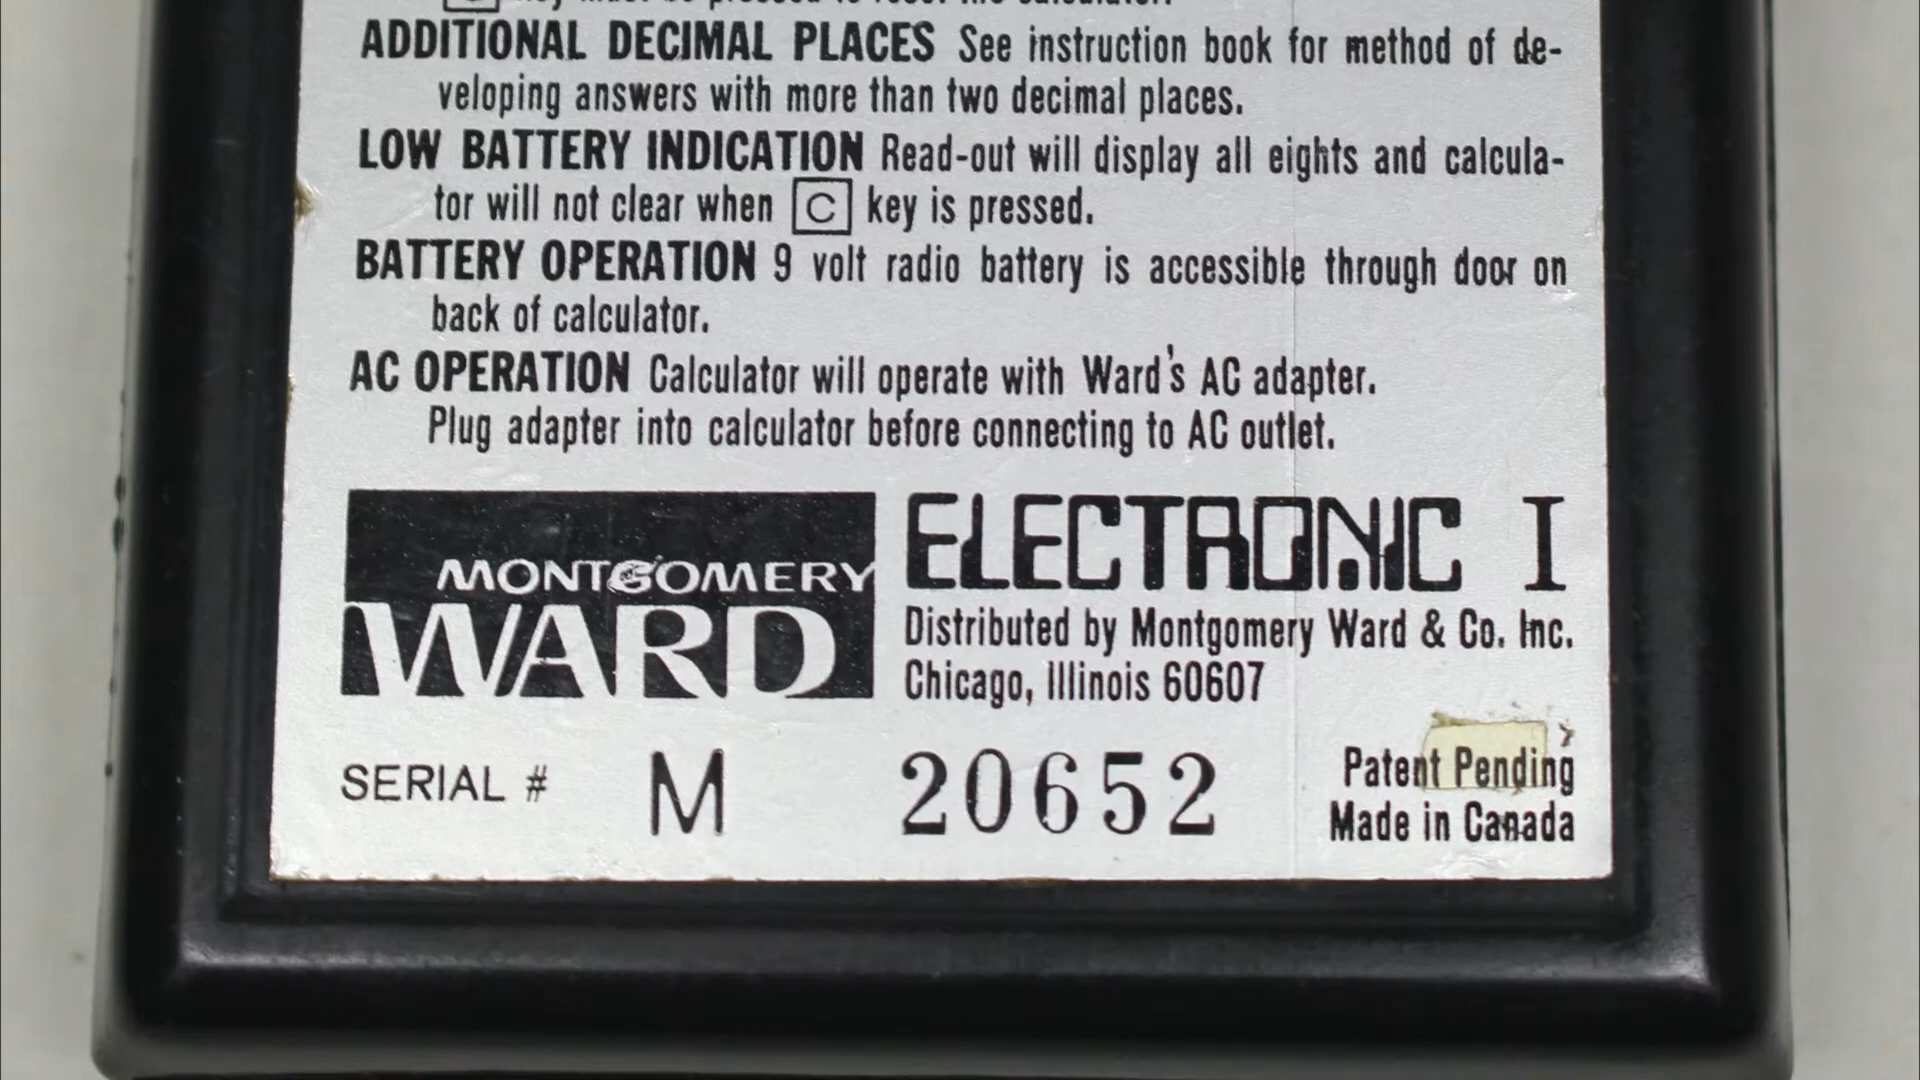 ADDITIONAL DECIMAL PLACES See instruction book for method of de-
veloping answers with more than two decimal places.
LOW BATTERY INDICATION Read-out will display all eights and calcula-
tor will not clear when C key is pressed.
BATTERY OPERATION 9 volt radio battery is accessible through door on
back of calculator.
AC OPERATION Calculator will operate with Ward's AC adapter.
Plug adapter into calculator before connecting to AC outlet.
MONTGOMERY
WARD
ELECTRONIC I
Distributed by Montgomery Ward & Co. Inc.
Chicago, Illinois 60607
SERIAL # M 20652
Patent Pending
Made in Canada